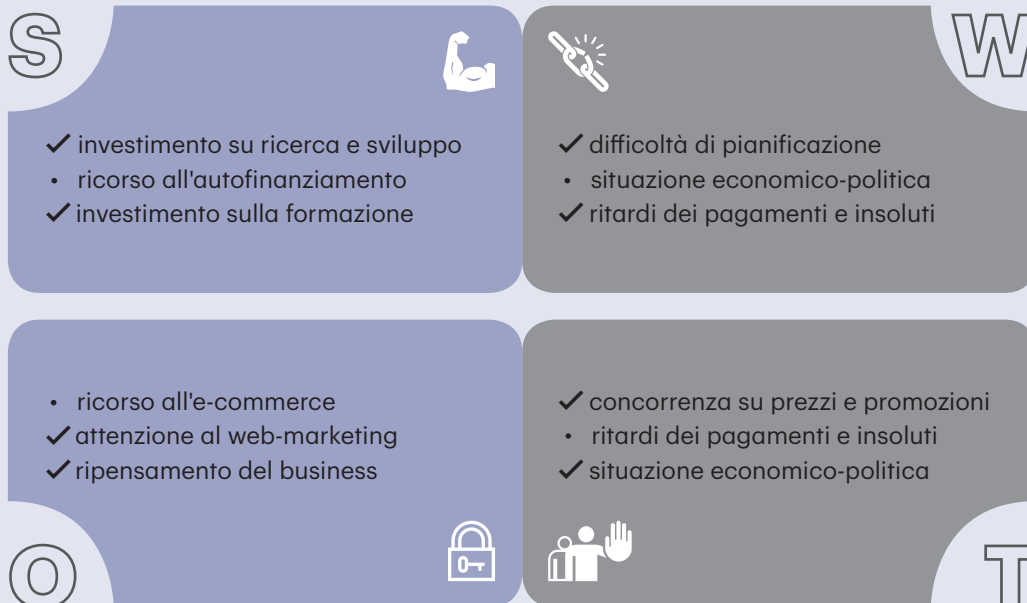 S
W
✓ investimento su ricerca e sviluppo
• ricorso all'autofinanziamento
✓ investimento sulla formazione
✓ difficoltà di pianificazione
• situazione economico-politica
✓ ritardi dei pagamenti e insoluti
• ricorso all'e-commerce
✓ attenzione al web-marketing
✓ ripensamento del business
✓ concorrenza su prezzi e promozioni
• ritardi dei pagamenti e insoluti
✓ situazione economico-politica
O
T